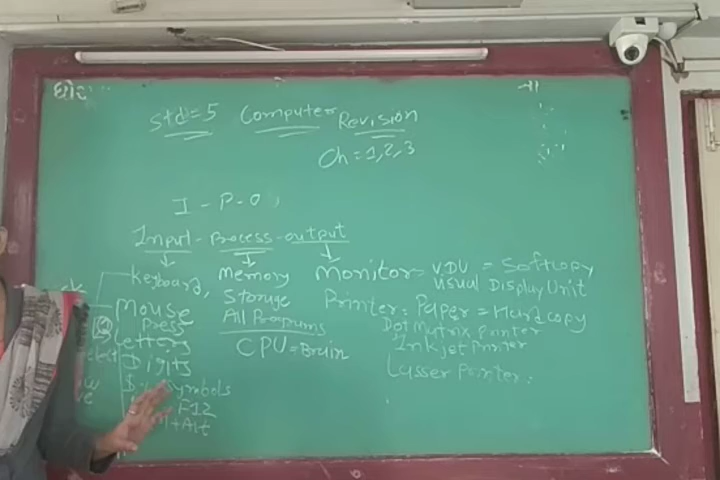 ધોરણ
તા
Std = 5 Computer Revision
Ch = 1, 2, 3
I - P - O
Input - Process - output
Keyboard, Memory Monitor = VDU = Softcopy
Visual Display Unit
Mouse Storage Printer : Paper = Hardcopy
Press All Programs Dot Matrix printer
Letters CPU = Brain Inkjet Printer
Digits Lasser Printer
Symbols
F12
+ Alt